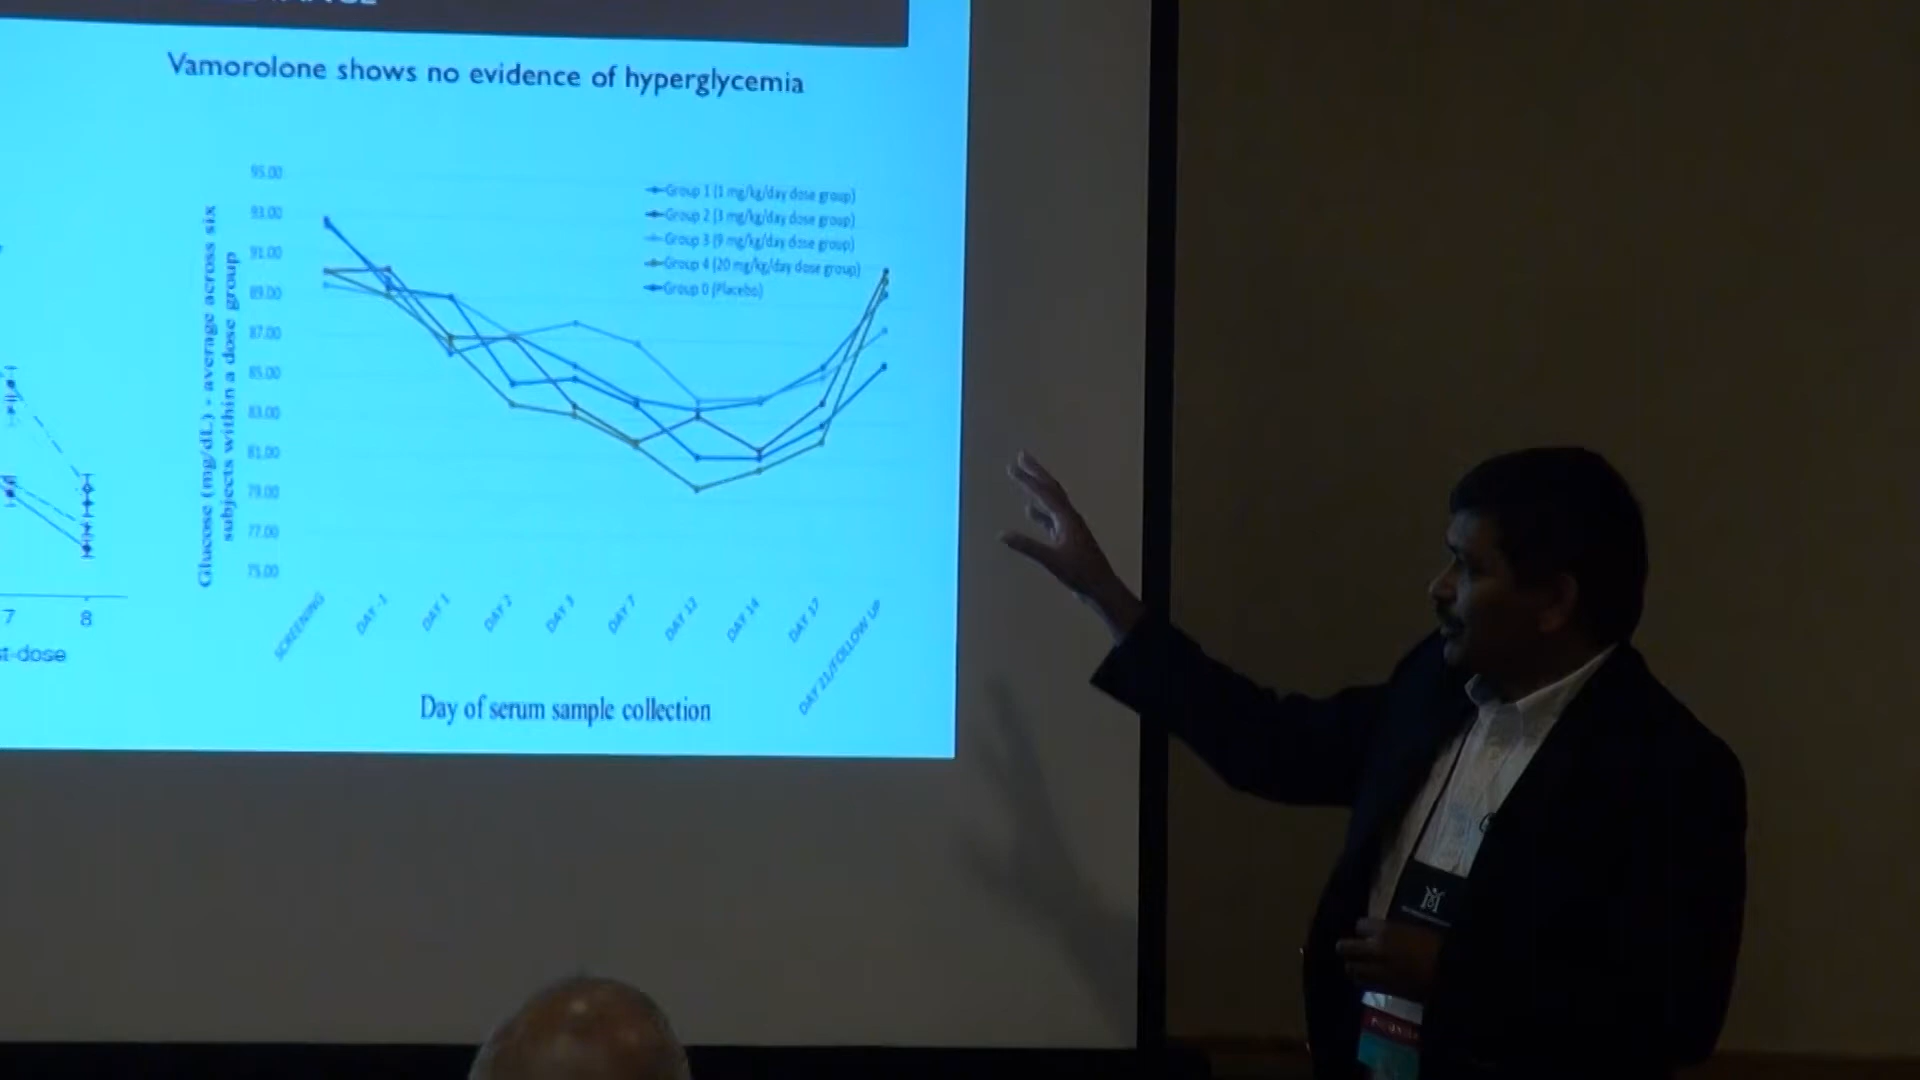 Vamorolone shows no evidence of hyperglycemia
95.00
93.00
91.00
89.00
87.00
85.00
83.00
81.00
79.00
77.00
75.00
Glucose (mg/dL) - average across six
subjects within a dose group
Group 1 (1 mg/kg/day dose group)
Group 2 (3 mg/kg/day dose group)
Group 3 (9 mg/kg/day dose group)
Group 4 (20 mg/kg/day dose group)
Group 0 (Placebo)
SCREENING
DAY -1
DAY 1
DAY 2
DAY 3
DAY 7
DAY 12
DAY 14
DAY 17
DAY 21/FOLLOW UP
Day of serum sample collection
7
8
t-dose